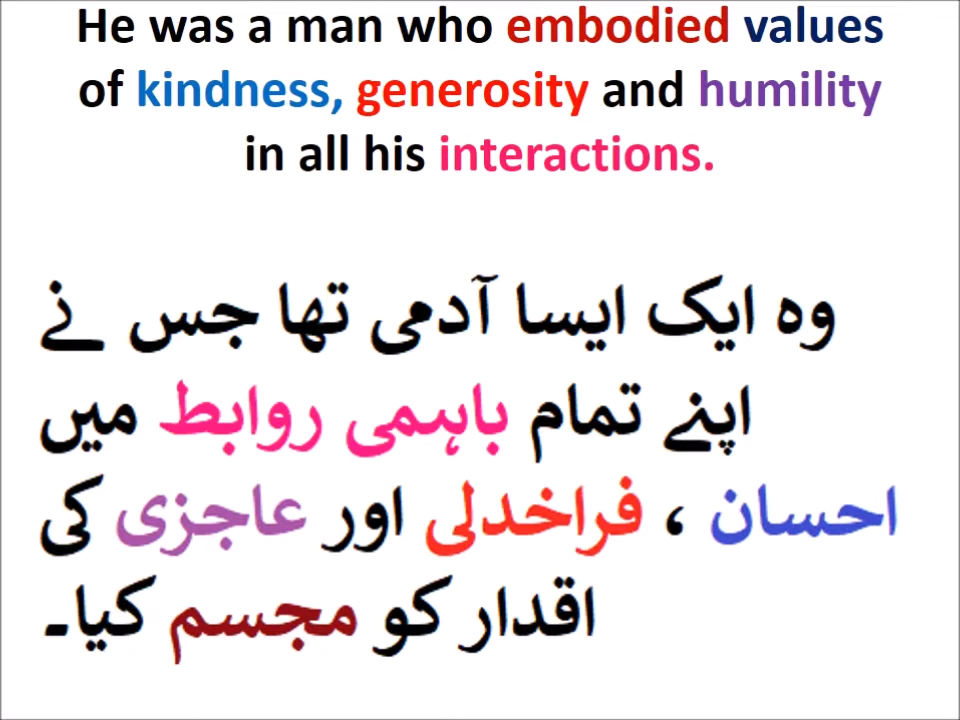 He was a man who embodied values
of kindness, generosity and humility
in all his interactions.
وہ ایک ایسا آدمی تھا جس نے
اپنے تمام باہمی روابط میں
احسان ، فراخدلی اور عاجزی کی
اقدار کو مجسم کیا۔